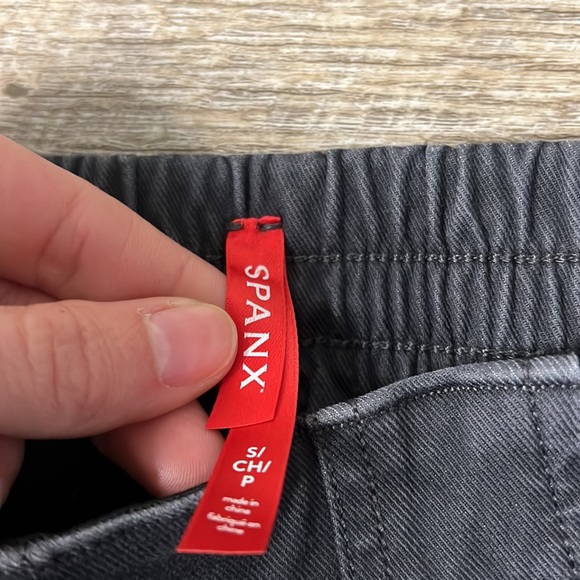 SPANX
S/
CH/
P
made in
china
fabriqué en
chine